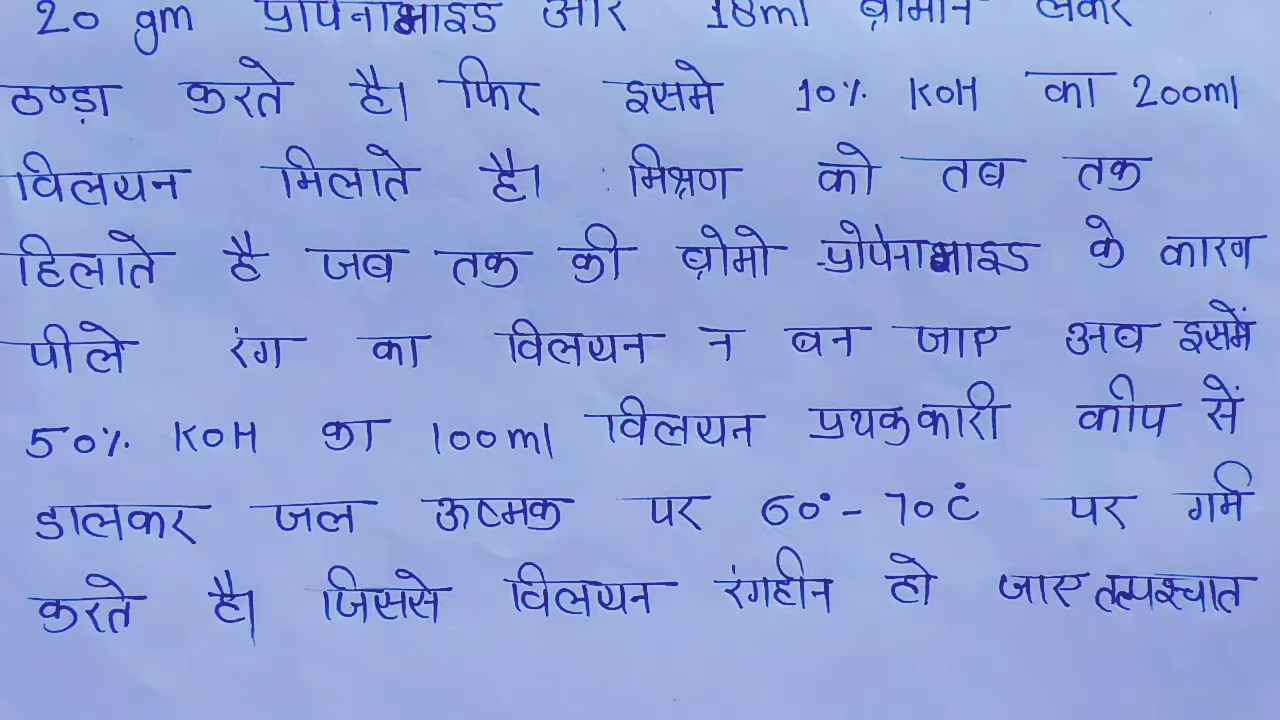 20 gm प्रोपेनामाइड और 18ml ब्रोमीन लेकर
ठण्ड़ा करते है। फिर इसमे 10% KOH का 200ml
विलयन मिलाते है। मिश्रण को तब तक
हिलाते है जब तक की ब्रोमो प्रोपेनामाइड के कारण
पीले रंग का विलयन न बन जाए अब इसमें
50% KOH का 100ml विलयन प्रथककारी कीप सें
डालकर जल ऊष्मक पर 60°-70°C पर गर्म
करते है। जिससे विलयन रंगहीन हो जाए तत्पश्चात